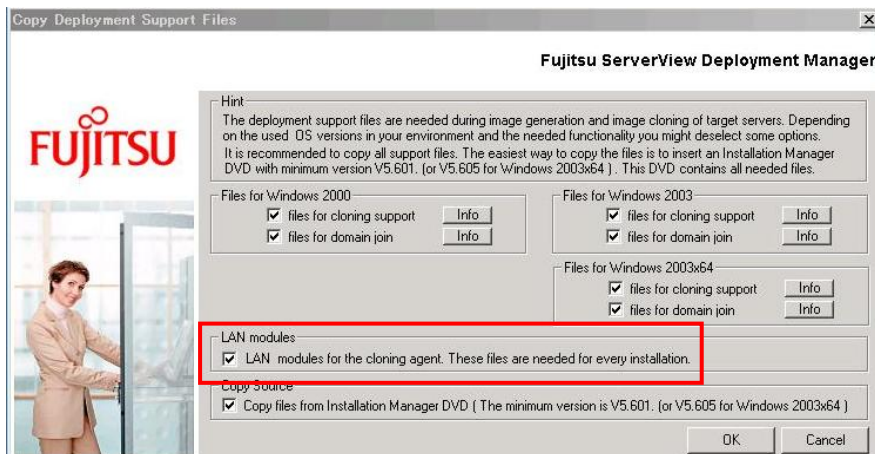 Copy Deployment Support Files
Fujitsu ServerView Deployment Manager
FUJITSU
Hint
The deployment support files are needed during image generation and image cloning of target servers. Depending
on the used OS versions in your environment and the needed functionality you might deselect some options.
It is recommended to copy all support files. The easiest way to copy the files is to insert an Installation Manager
DVD with minimum version V5.601. (or V5.605 for Windows 2003x64 ) . This DVD contains all needed files.
Files for Windows 2000
files for cloning support Info
files for domain join Info
Files for Windows 2003
files for cloning support Info
files for domain join Info
Files for Windows 2003x64
files for cloning support Info
files for domain join Info
LAN modules
LAN modules for the cloning agent. These files are needed for every installation.
Copy Source
Copy files from Installation Manager DVD ( The minimum version is V5.601. (or V5.605 for Windows 2003x64 )
OK Cancel